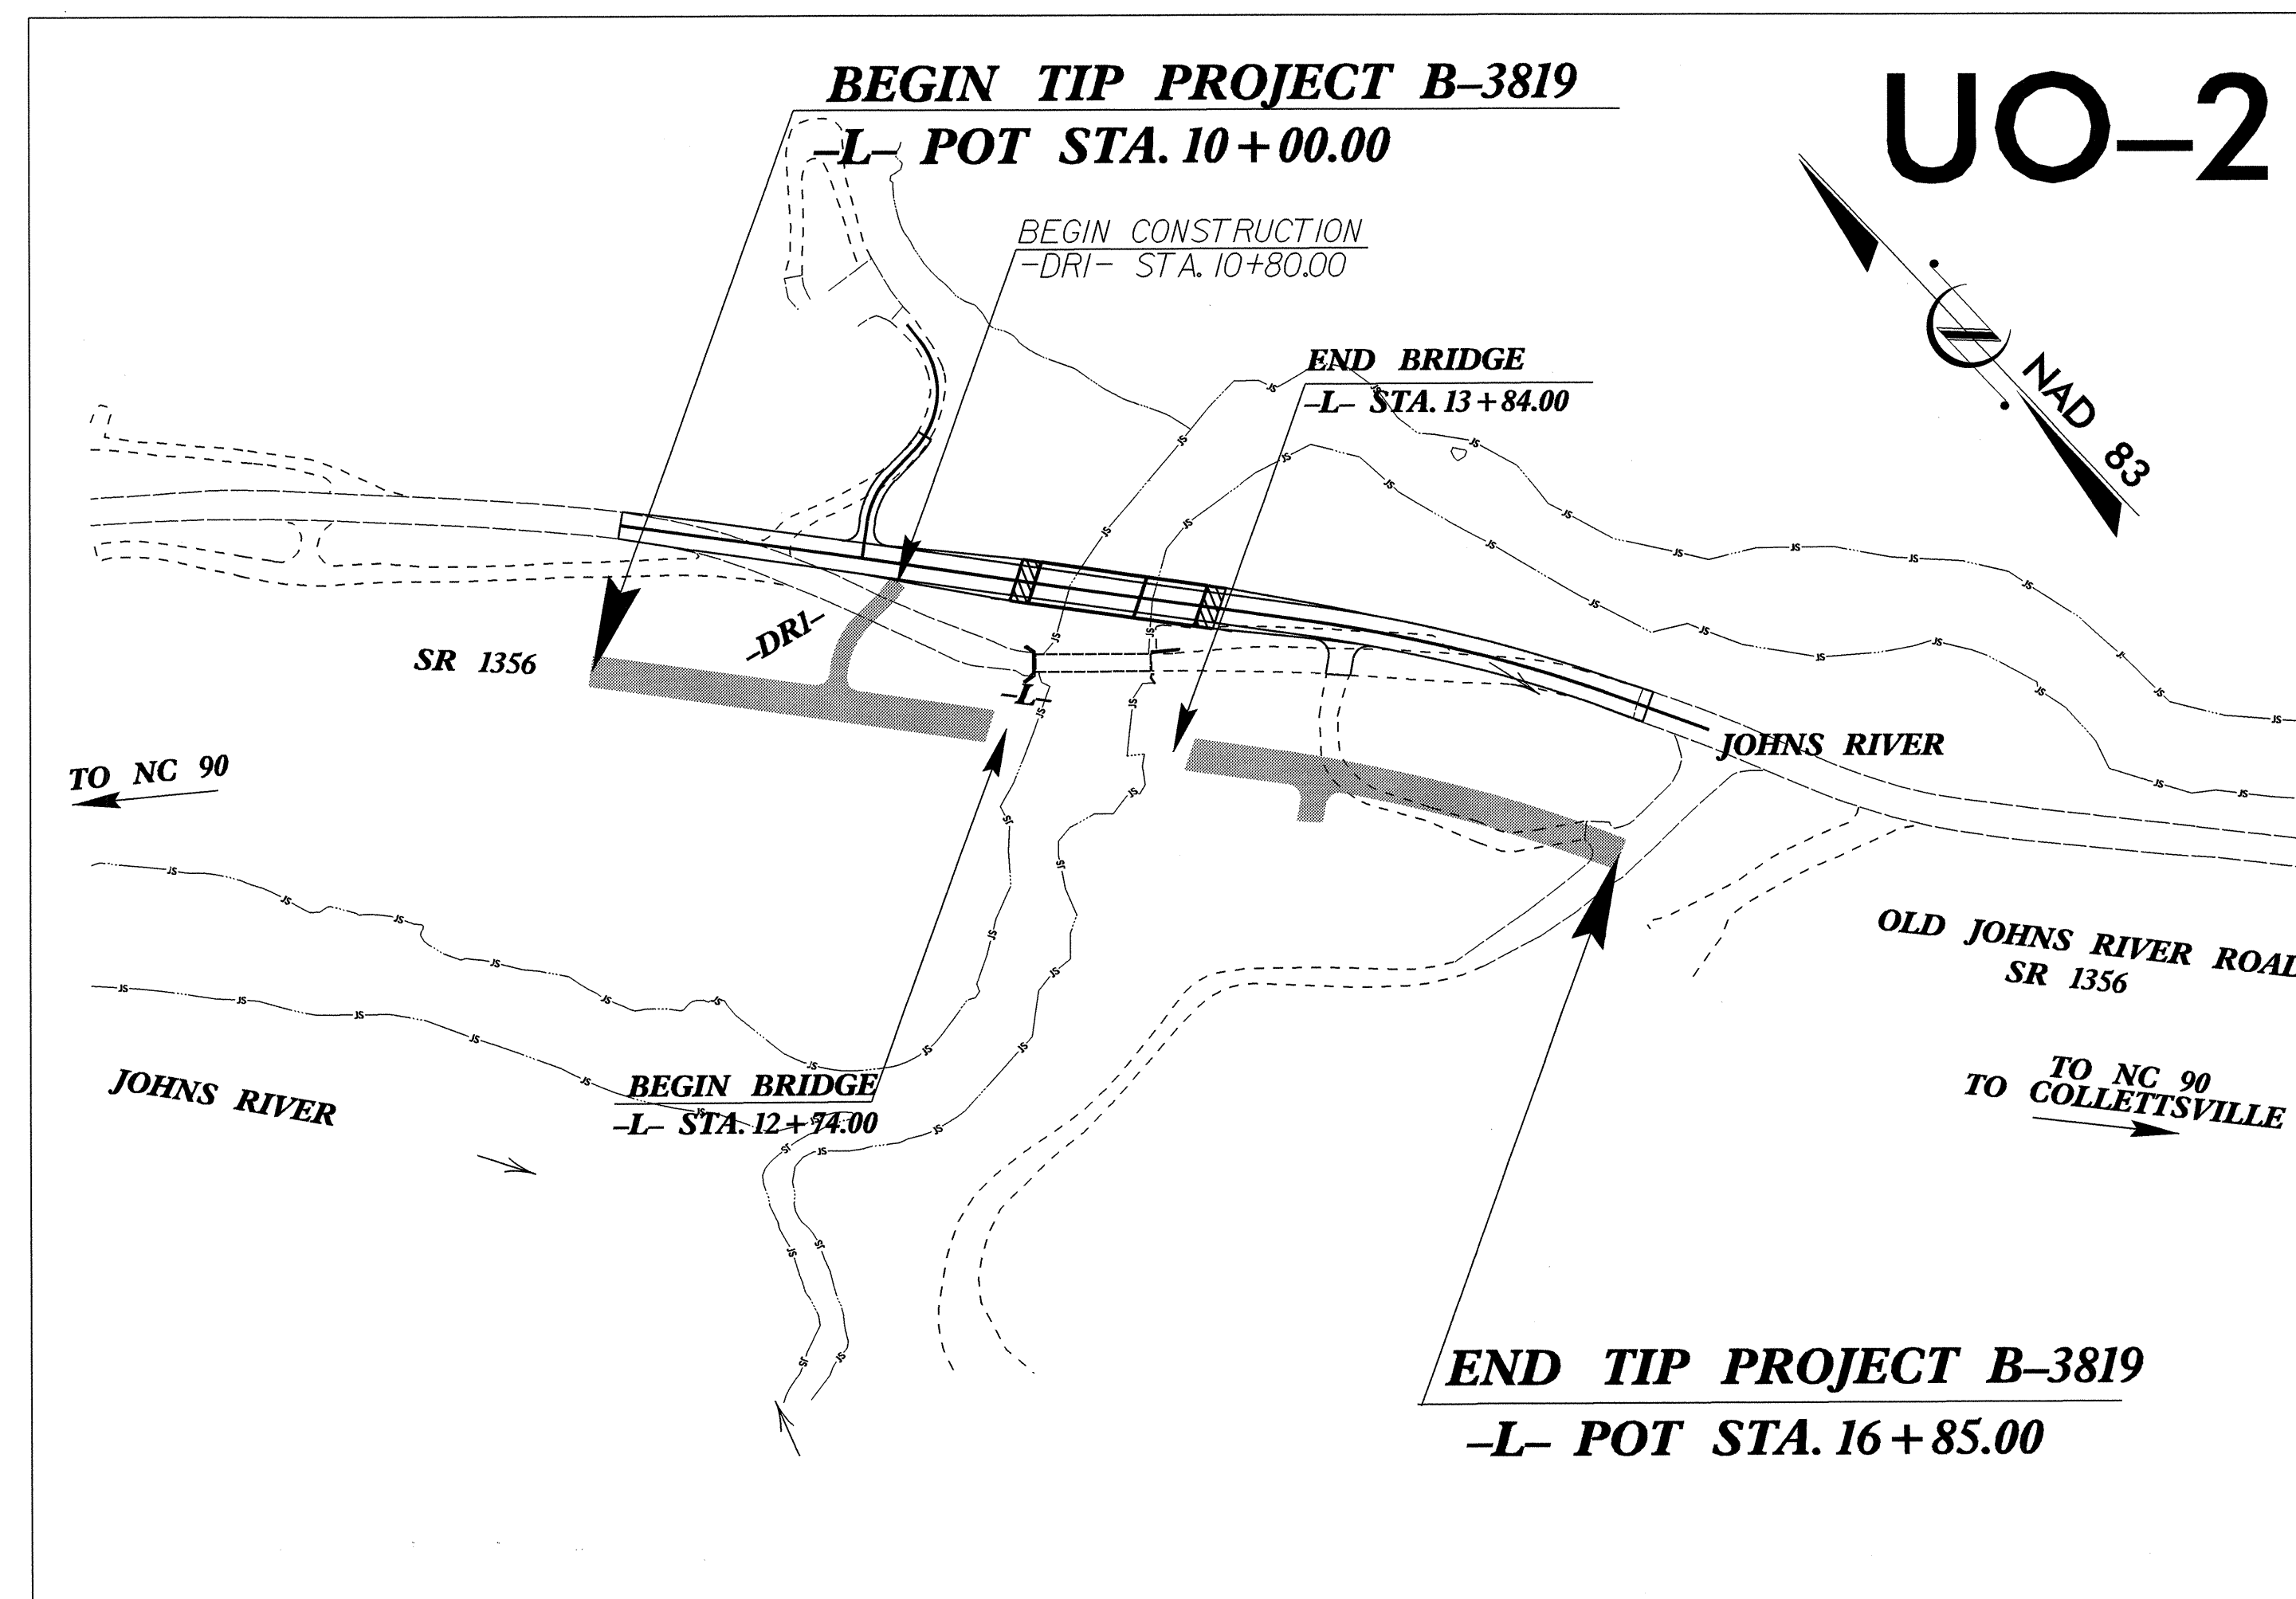 BEGIN TIP PROJECT B–3819
–L– POT STA. 10+00.00
UO–2
BEGIN CONSTRUCTION
-DR1- STA. 10+80.00
END BRIDGE
–L– STA. 13+84.00
NAD 83
–DR1–
SR 1356
–L–
JOHNS RIVER
TO NC 90
OLD JOHNS RIVER ROAD
SR 1356
TO NC 90
TO COLLETTSVILLE
BEGIN BRIDGE
–L– STA. 12+74.00
JOHNS RIVER
END TIP PROJECT B–3819
–L– POT STA. 16+85.00